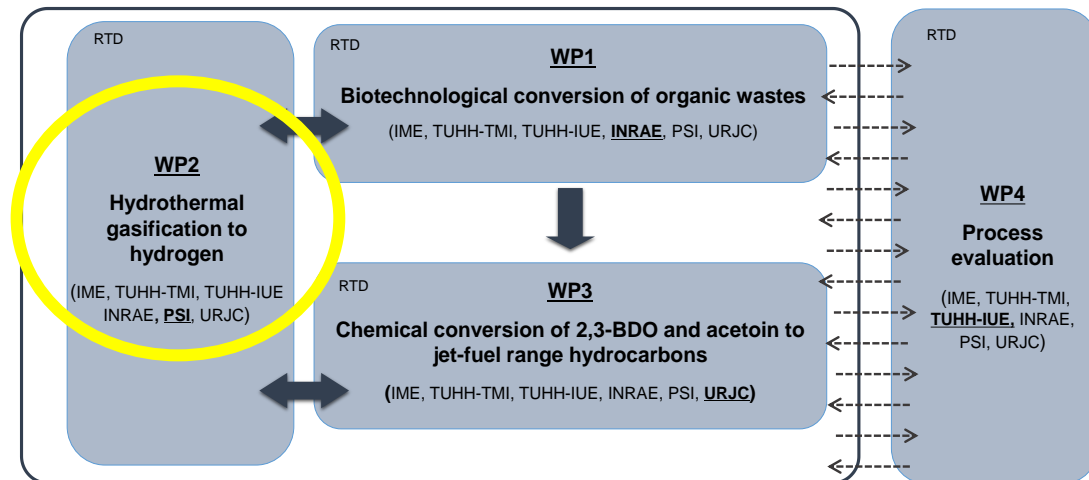 RTD
WP2
Hydrothermal
gasification to
hydrogen
(IME, TUHH-TMI, TUHH-IUE
INRAE, PSI, URJC)
RTD
WP1
Biotechnological conversion of organic wastes
(IME, TUHH-TMI, TUHH-IUE, INRAE, PSI, URJC)
RTD
WP3
Chemical conversion of 2,3-BDO and acetoin to
jet-fuel range hydrocarbons
(IME, TUHH-TMI, TUHH-IUE, INRAE, PSI, URJC)
RTD
WP4
Process
evaluation
(IME, TUHH-TMI,
TUHH-IUE, INRAE,
PSI, URJC)